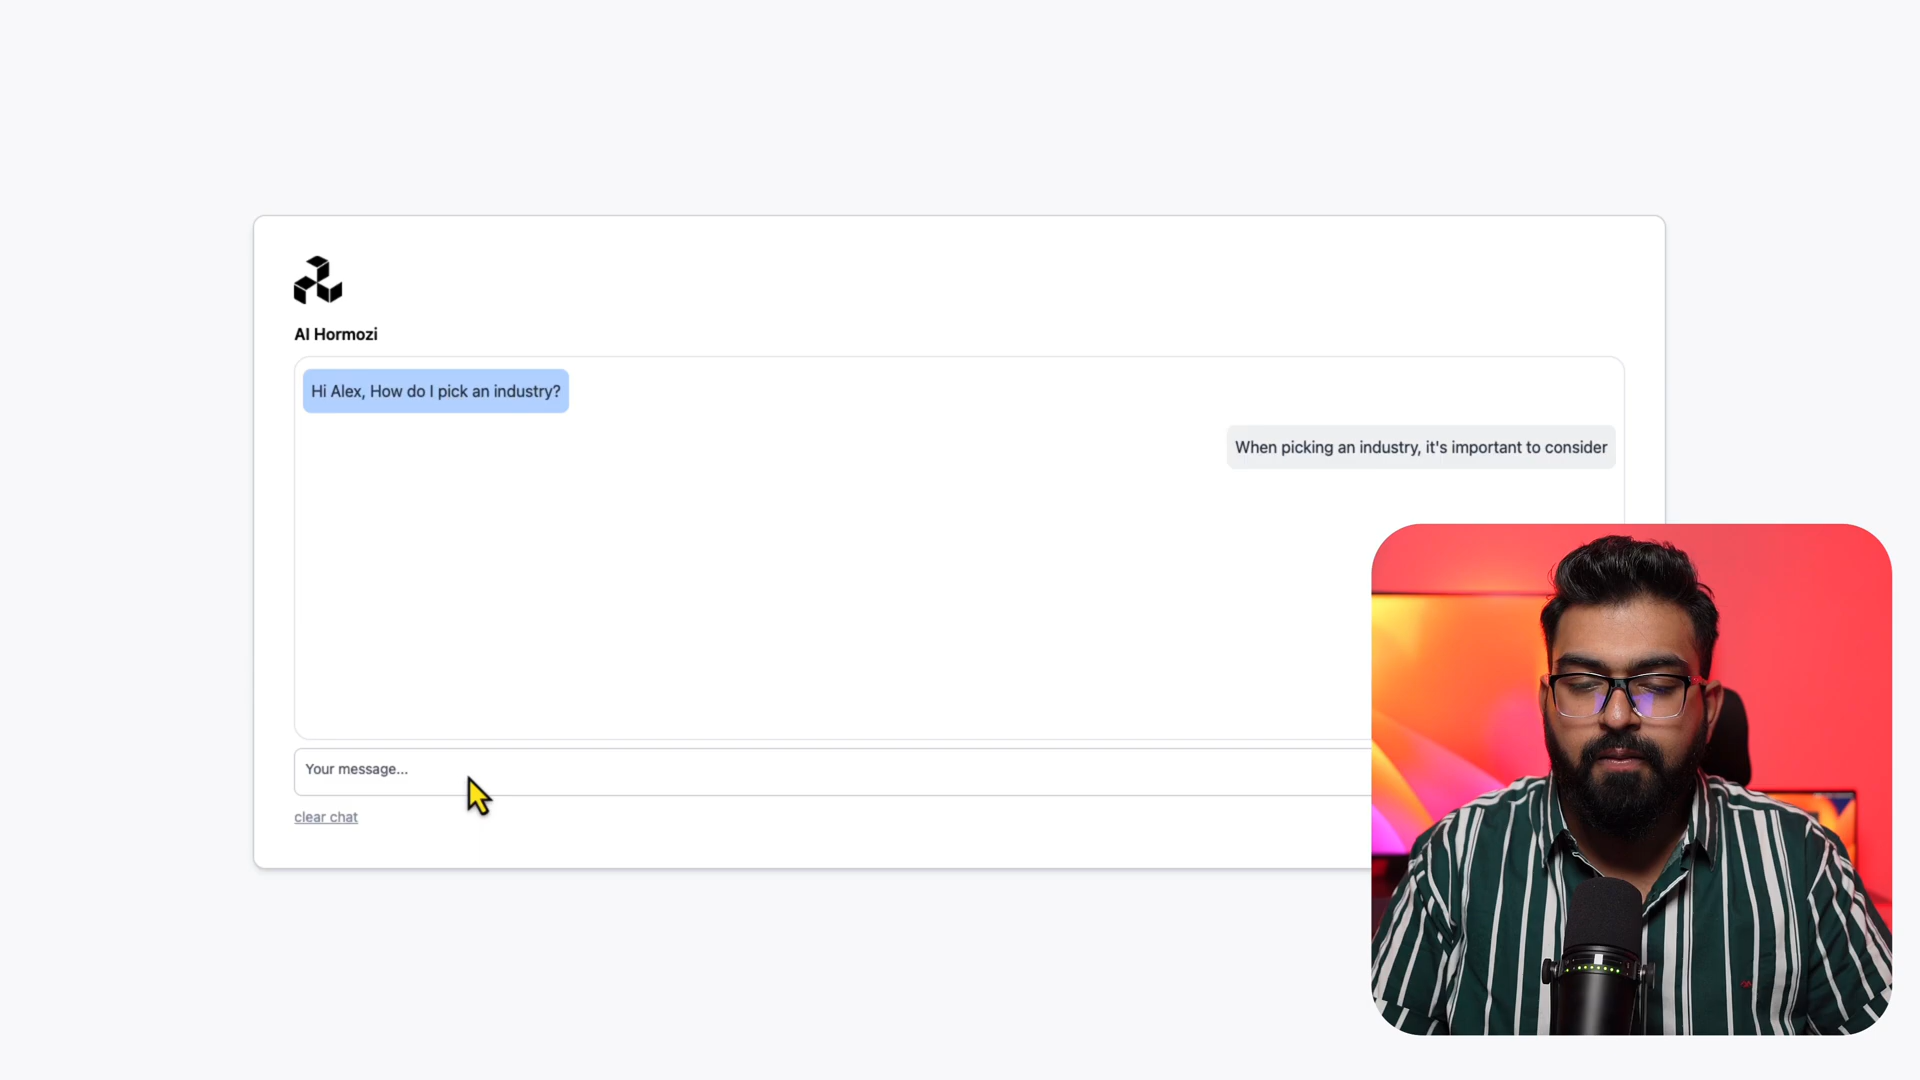 AI Hormozi
Hi Alex, How do I pick an industry?
When picking an industry, it's important to consider
Your message...
clear chat